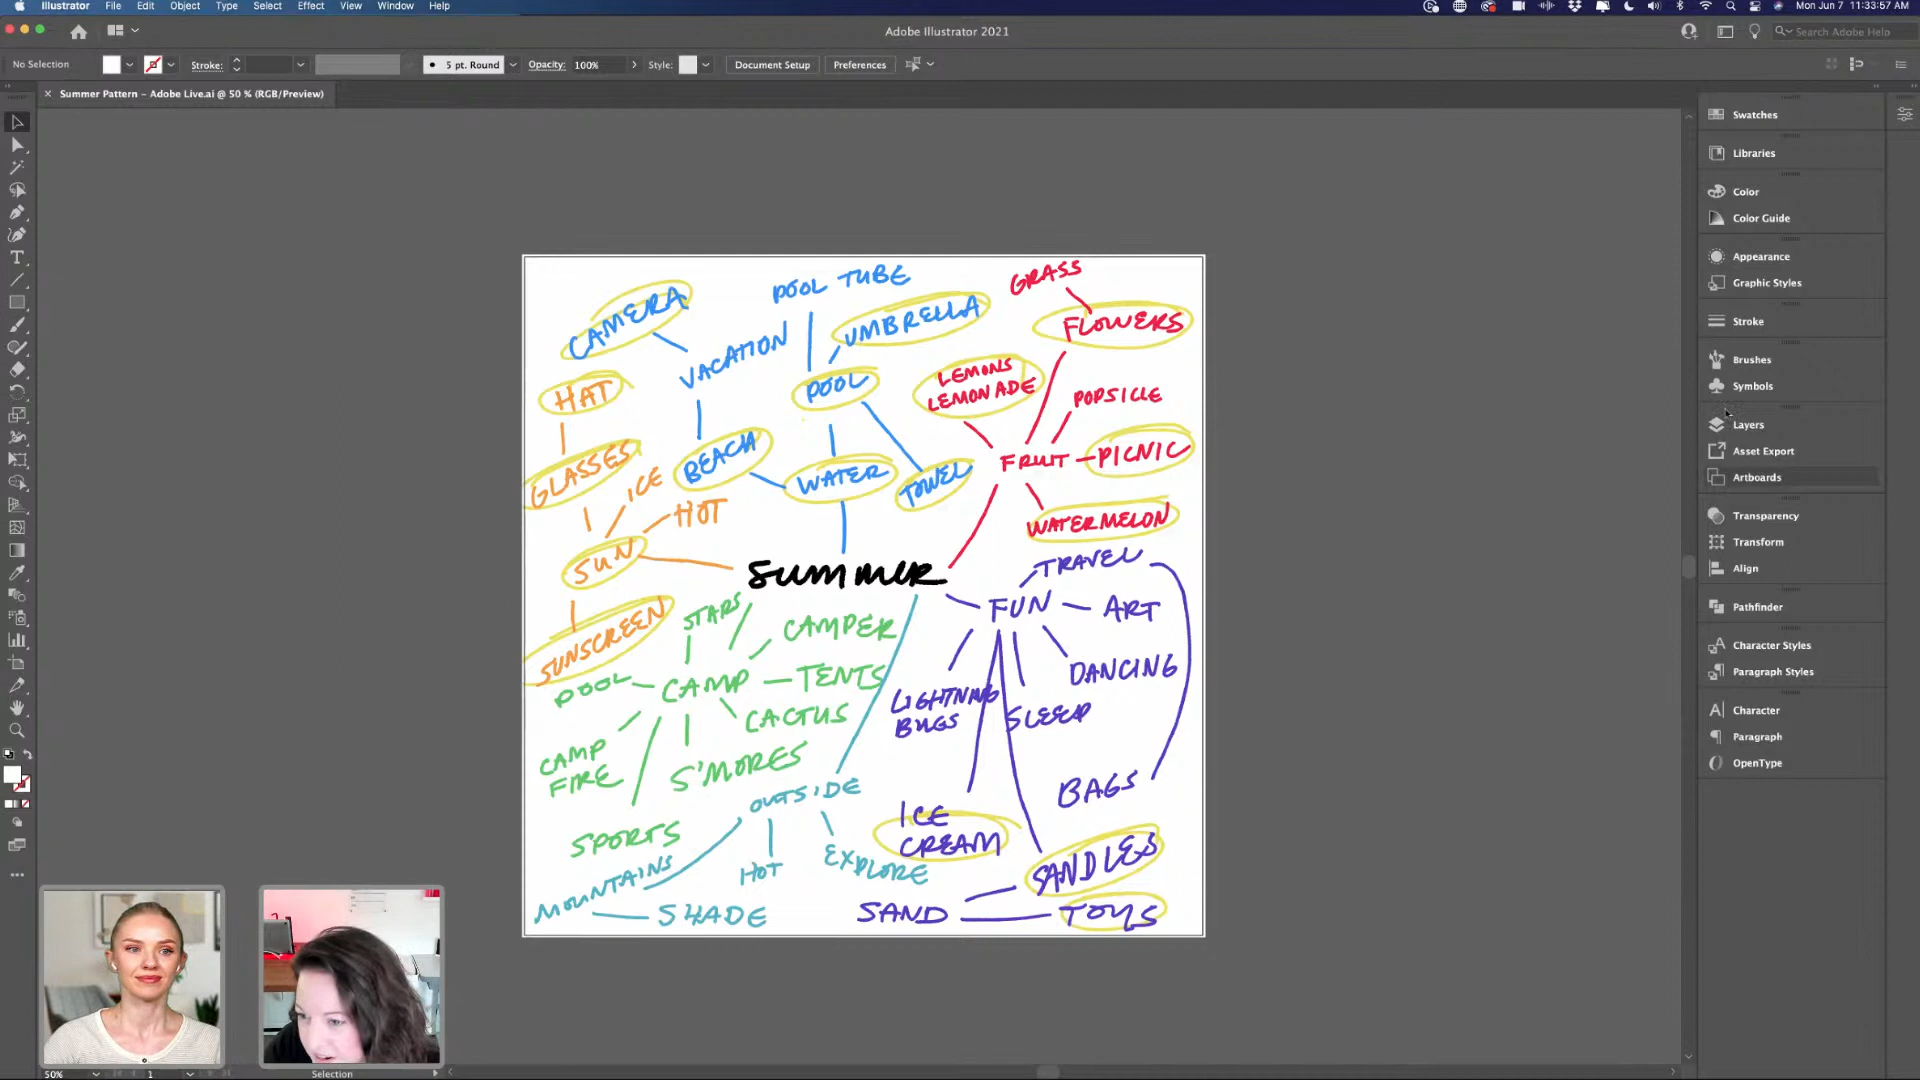 Illustrator File Edit Object Type Select Effect View Window Help
Mon Jun 7 11:33:57 AM
Adobe Illustrator 2021
Search Adobe Help
No Selection
Stroke:
5 pt. Round
Opacity: 100%
Style:
Document Setup
Preferences
× Summer Pattern – Adobe Live.ai @ 50 % (RGB/Preview)
CAMERA
POOL TUBE
GRASS
UMBRELLA
FLOWERS
VACATION
HAT
POOL
LEMONS
LEMONADE
POPSICLE
GLASSES
ICE
BEACH
WATER
TOWEL
FRUIT
PICNIC
HOT
WATERMELON
SUN
SUMMER
TRAVEL
SUNSCREEN
STARS
CAMPER
FUN
ART
POOL
CAMP
TENTS
DANCING
LIGHTNING
BUGS
SLEEP
CACTUS
CAMP
FIRE
S'MORES
OUTSIDE
BAGS
SPORTS
ICE
CREAM
MOUNTAINS
HOT
EXPLORE
SANDLES
SHADE
SAND
TOYS
Swatches
Libraries
Color
Color Guide
Appearance
Graphic Styles
Stroke
Brushes
Symbols
Layers
Asset Export
Artboards
Transparency
Transform
Align
Pathfinder
Character Styles
Paragraph Styles
Character
Paragraph
OpenType
50%
1
Selection